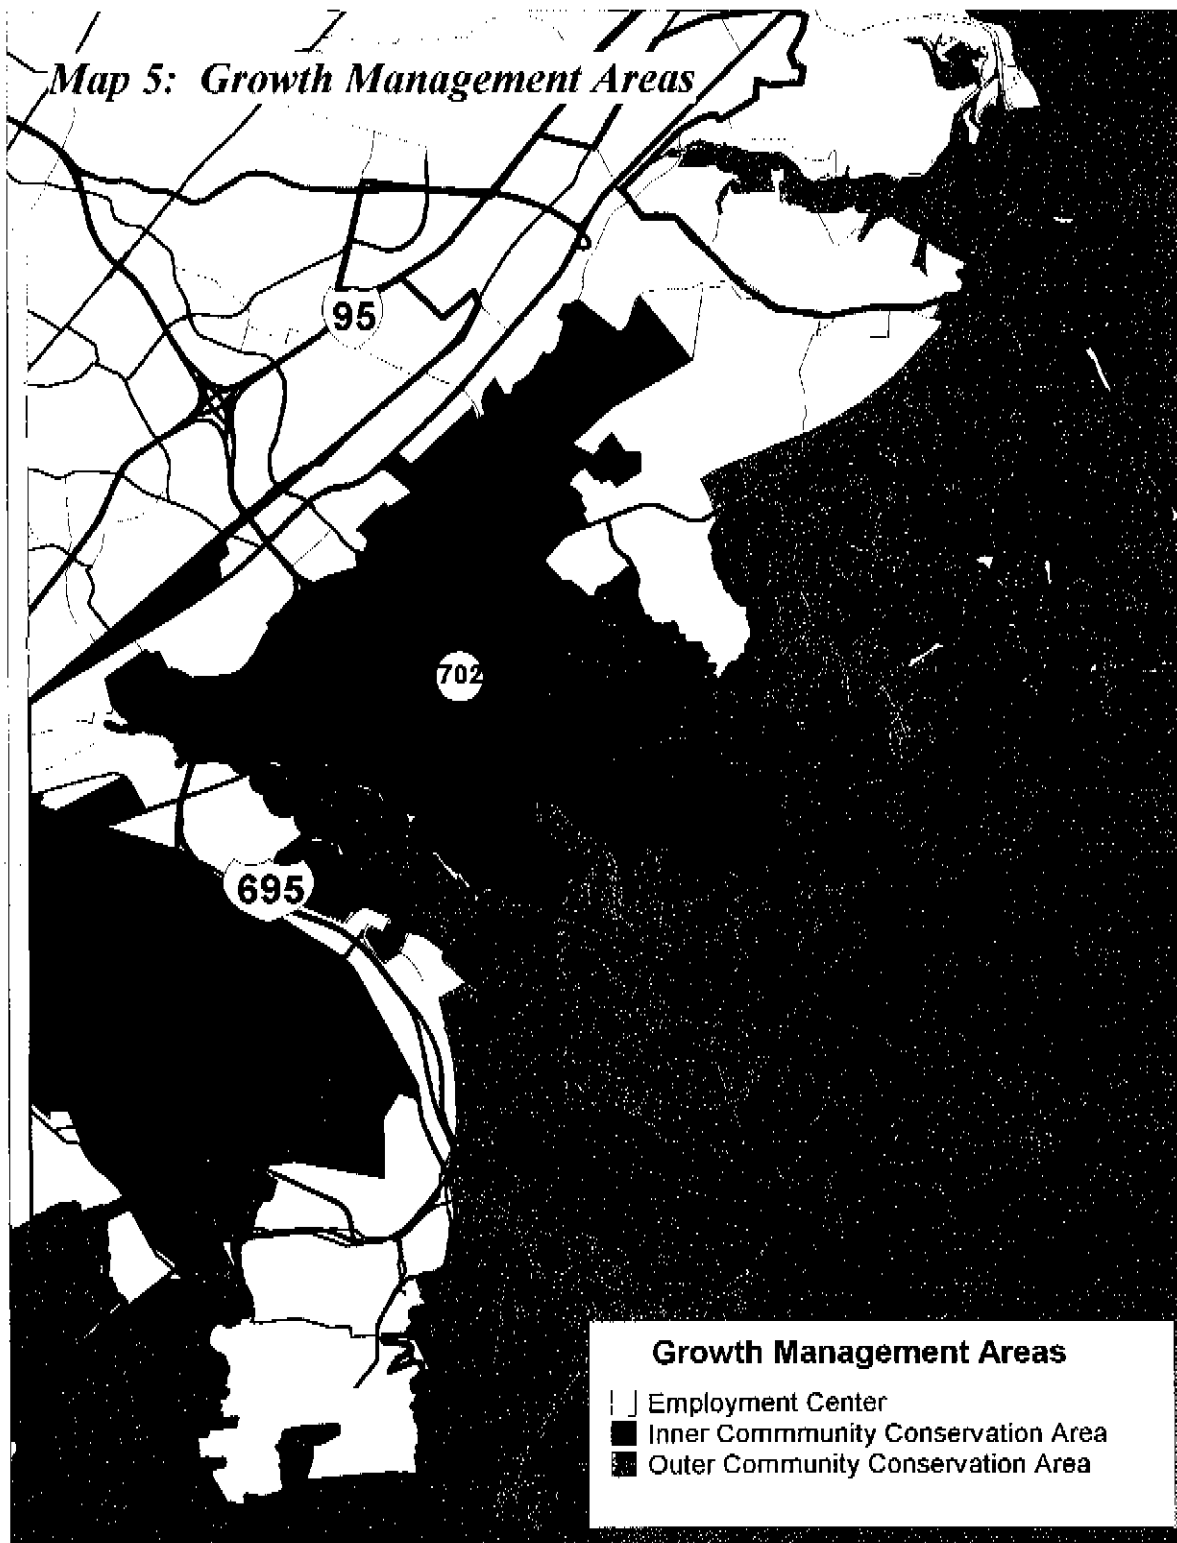 Map 5: Growth Management Areas
95
702
695
Growth Management Areas
Employment Center
Inner Commmunity Conservation Area
Outer Community Conservation Area